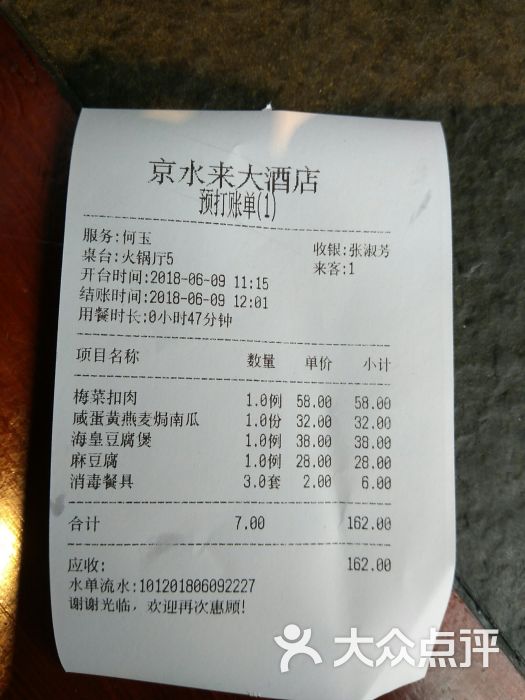 京水来大酒店
预打账单(1)
服务:何玉 收银:张淑芳
桌台:火锅厅5 来客:1
开台时间:2018-06-09 11:15
结账时间:2018-06-09 12:01
用餐时长:0小时47分钟
项目名称 数量 单价 小计
梅菜扣肉 1.0例 58.00 58.00
咸蛋黄燕麦焗南瓜 1.0份 32.00 32.00
海皇豆腐煲 1.0例 38.00 38.00
麻豆腐 1.0例 28.00 28.00
消毒餐具 3.0套 2.00 6.00
合计 7.00 162.00
应收: 162.00
水单流水:101201806092227
谢谢光临，欢迎再次惠顾!
大众点评